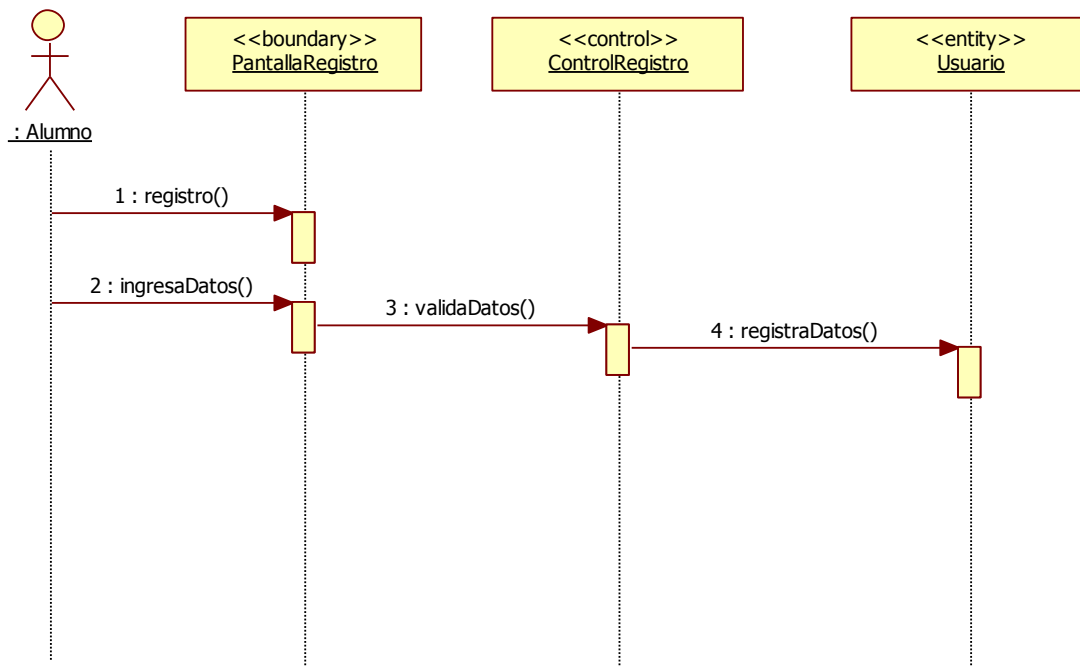 <<boundary>>
PantallaRegistro
<<control>>
ControlRegistro
<<entity>>
Usuario
: Alumno
1 : registro()
2 : ingresaDatos()
3 : validaDatos()
4 : registraDatos()